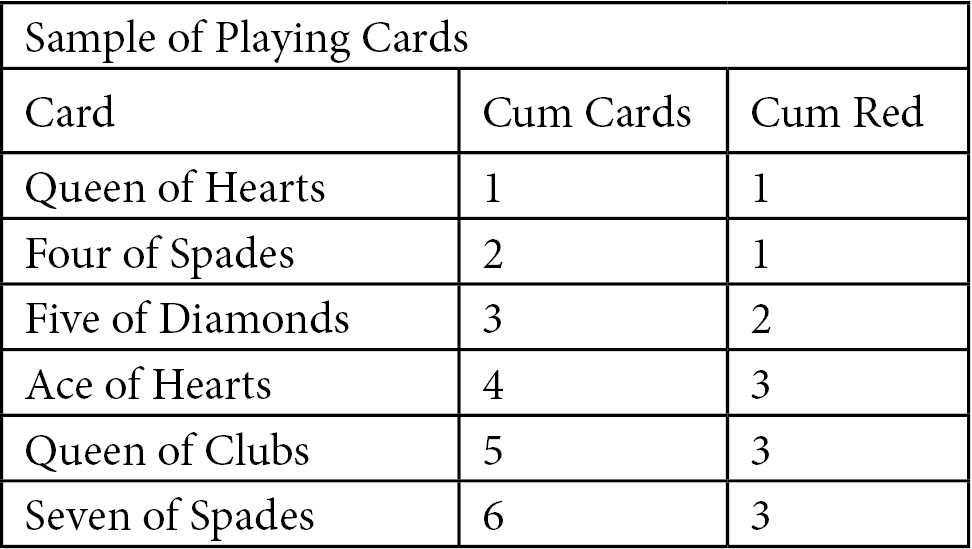 Sample of Playing Cards
Card Cum Cards Cum Red
Queen of Hearts 1 1
Four of Spades 2 1
Five of Diamonds 3 2
Ace of Hearts 4 3
Queen of Clubs 5 3
Seven of Spades 6 3